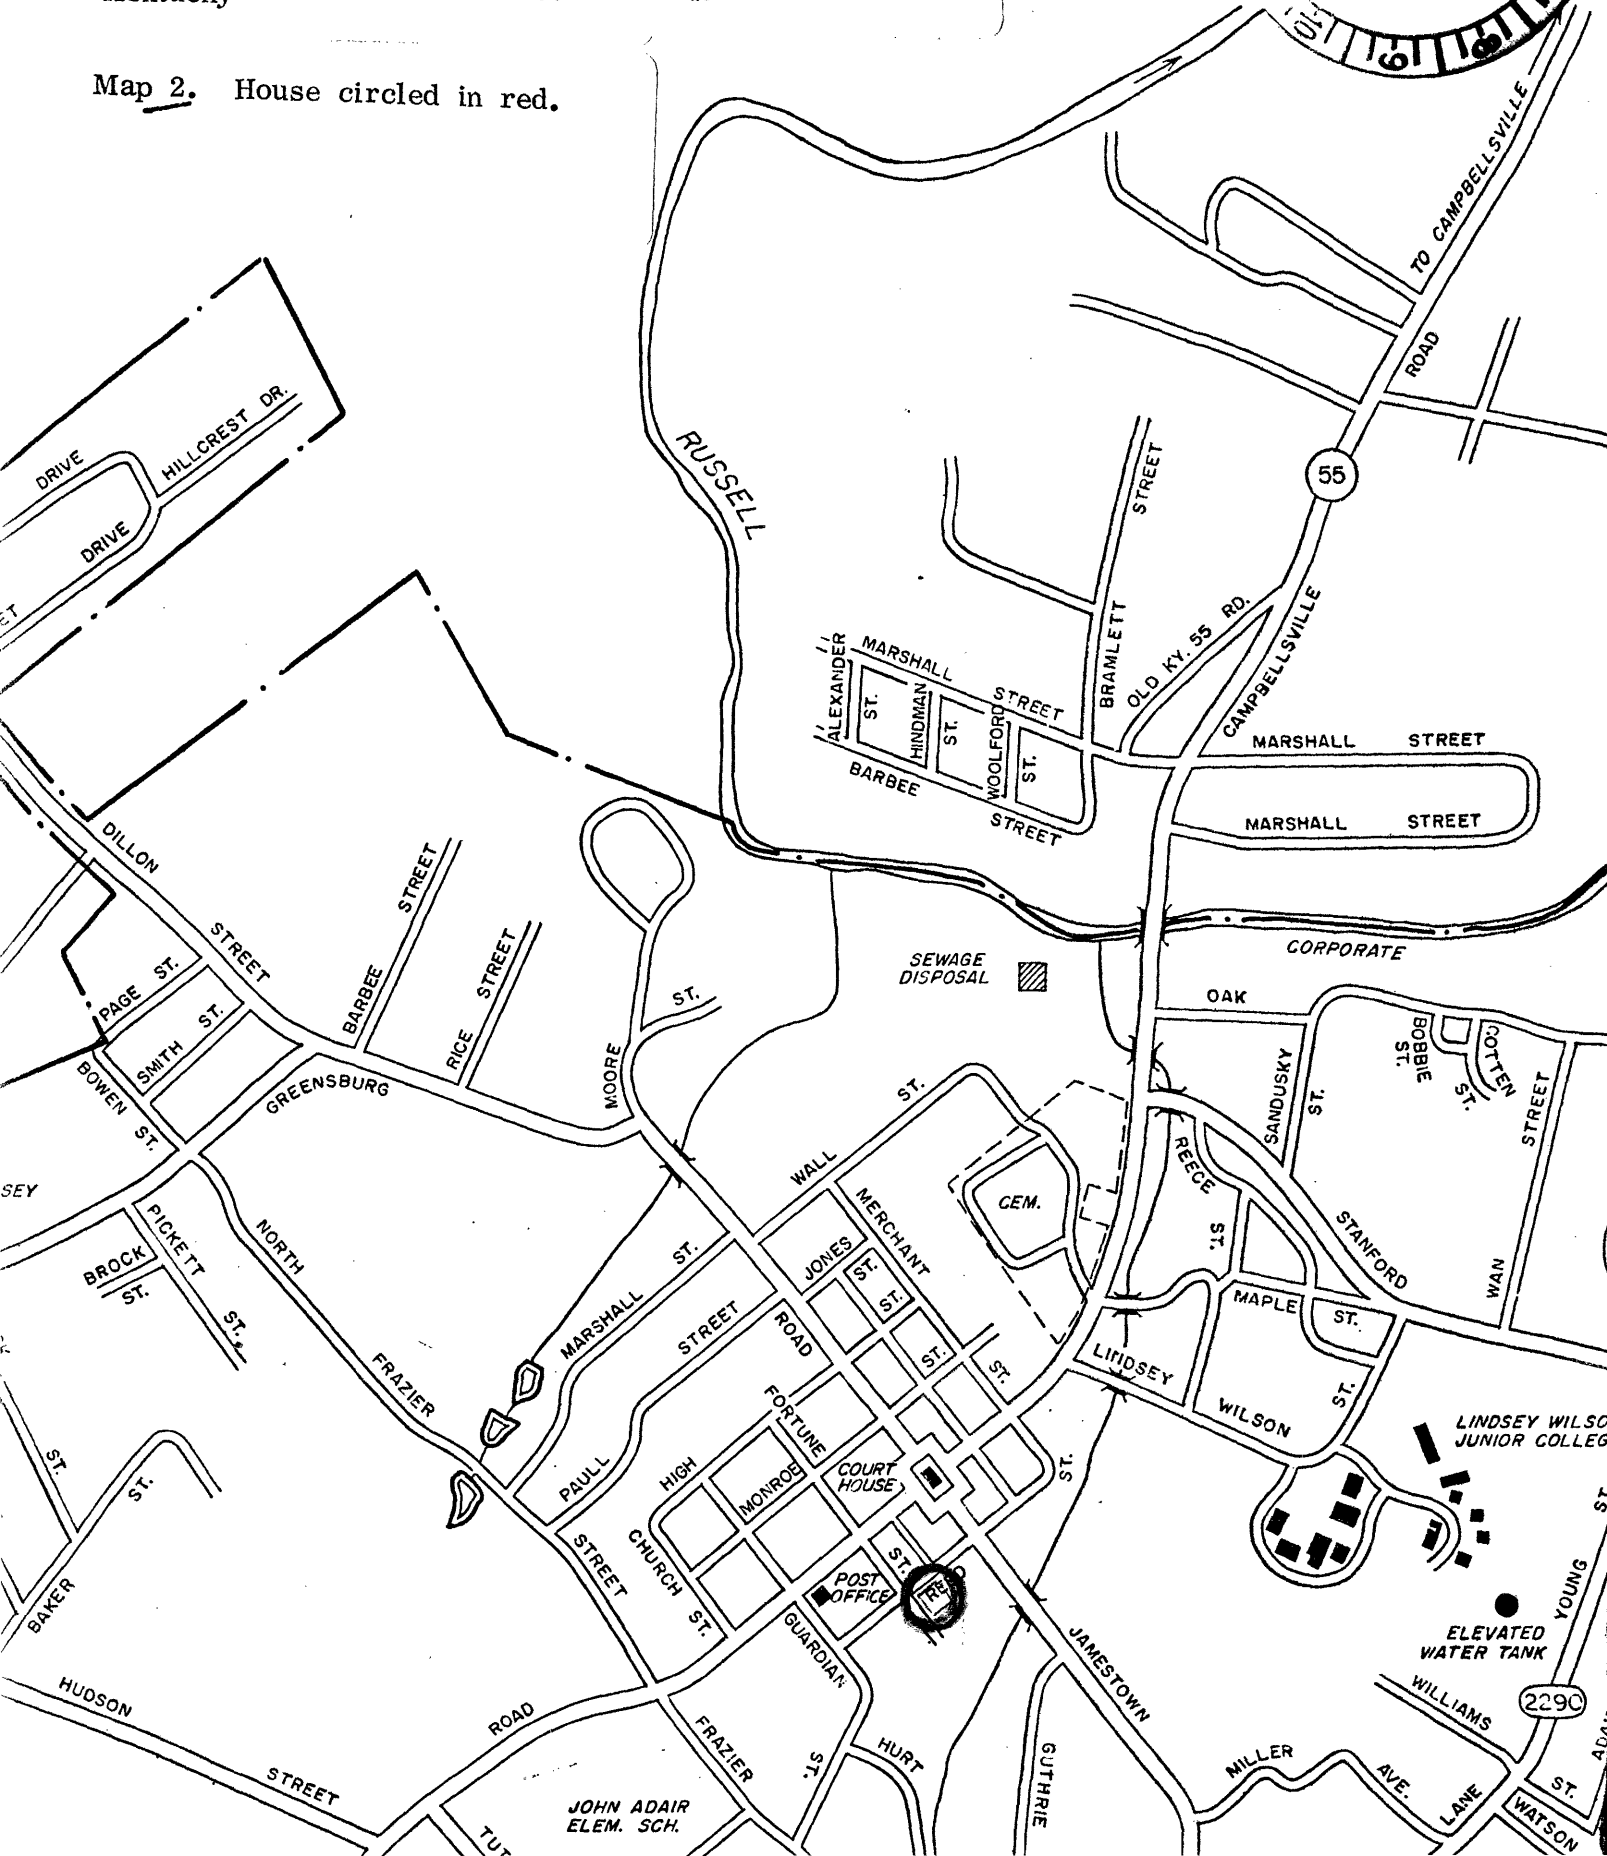 Map 2. House circled in red.
10
9
8
TO CAMPBELLSVILLE
ROAD
55
DRIVE
HILLCREST DR.
DRIVE
RUSSELL
STREET
BRAMLETT
OLD KY. 55 RD.
CAMPBELLSVILLE
MARSHALL
STREET
ALEXANDER
ST.
HINDMAN
ST.
WOOLFORD
ST.
BARBEE
STREET
MARSHALL STREET
MARSHALL STREET
DILLON
STREET
BARBEE STREET
RICE STREET
PAGE ST.
SMITH ST.
BOWEN
ST.
GREENSBURG
MOORE
ST.
SEWAGE
DISPOSAL
CORPORATE
OAK
SANDUSKY
ST.
BOBBIE
ST.
COTTEN
ST.
STREET
WAN
SEY
PICKETT
ST.
BROCK
ST.
NORTH
FRAZIER
STREET
WALL ST.
MERCHANT
ST.
CEM.
REECE
ST.
STANFORD
MAPLE
ST.
JONES
ST.
ST.
ST.
MARSHALL ST.
PAULL STREET
ROAD
LINDSEY
WILSON
ST.
FORTUNE
HIGH
MONROE
COURT
HOUSE
ST.
CHURCH
ST.
POST
OFFICE
ST.
GUARDIAN
ST.
LINDSEY WILSO
JUNIOR COLLEG
ST.
YOUNG
ELEVATED
WATER TANK
ST.
BAKER
ST.
HUDSON
STREET
ROAD
FRAZIER
HURT
JAMESTOWN
GUTHRIE
WILLIAMS
ST.
2290
MILLER
AVE.
LANE
WATSON
JOHN ADAIR
ELEM. SCH.